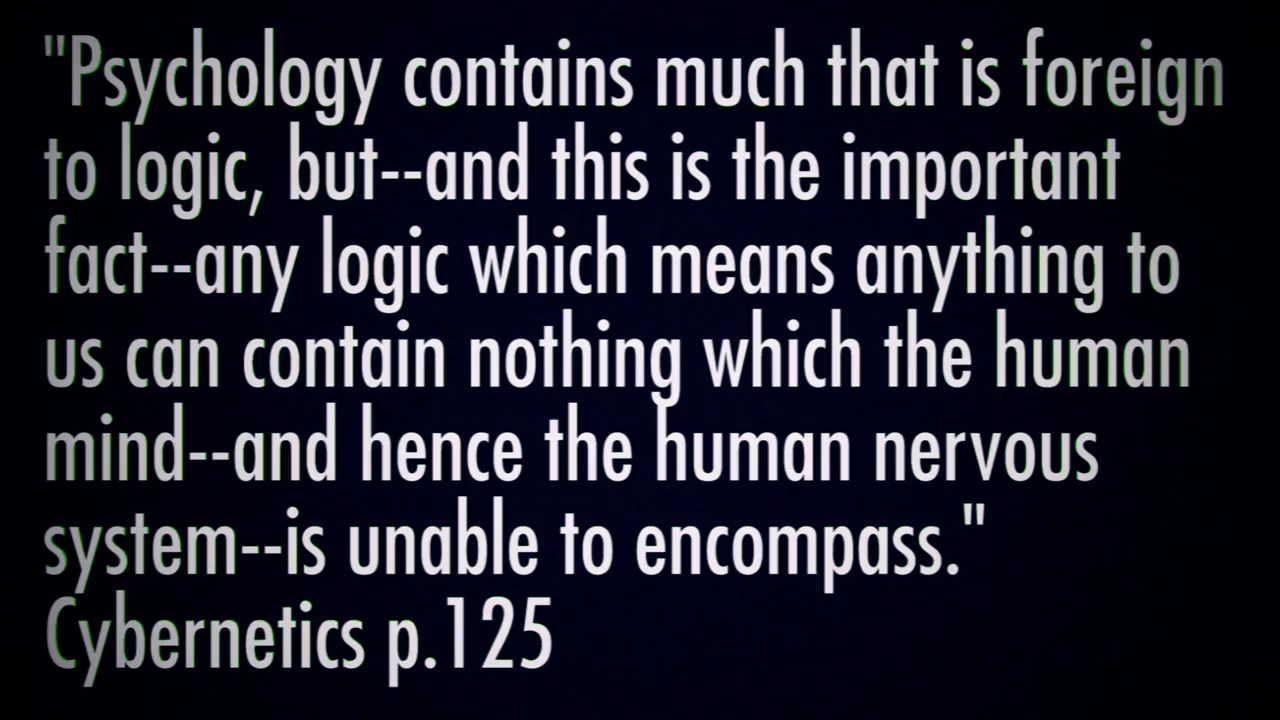 "Psychology contains much that is foreign
to logic, but--and this is the important
fact--any logic which means anything to
us can contain nothing which the human
mind--and hence the human nervous
system--is unable to encompass."
Cybernetics p.125